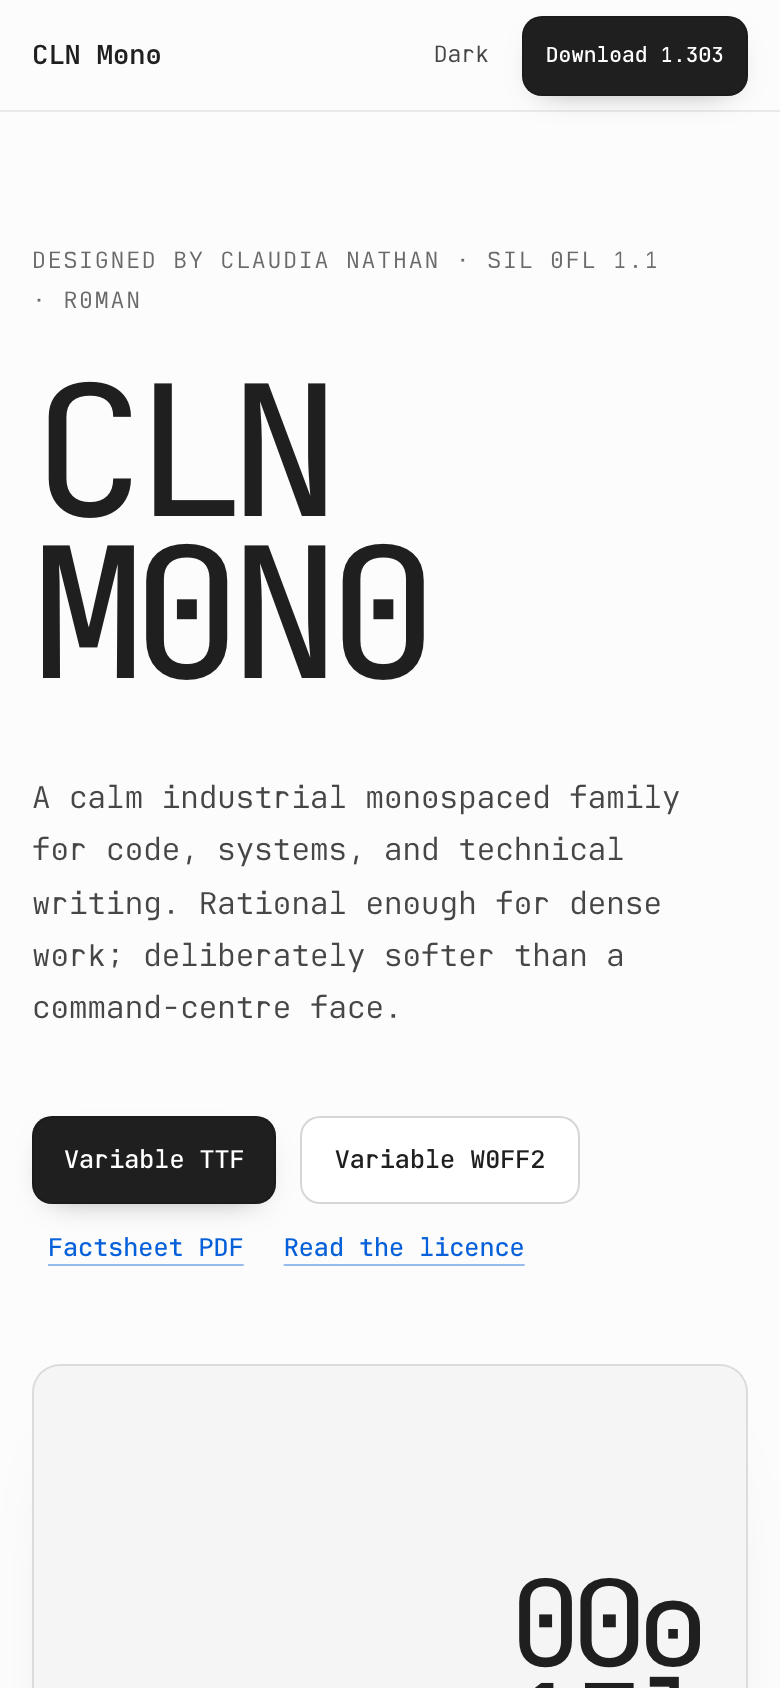 CLN Mono
Dark
Download 1.303
DESIGNED BY CLAUDIA NATHAN · SIL OFL 1.1
· ROMAN
CLN
MONO
A calm industrial monospaced family
for code, systems, and technical
writing. Rational enough for dense
work; deliberately softer than a
command-centre face.
Variable TTF
Variable WOFF2
Factsheet PDF
Read the licence
0Oo